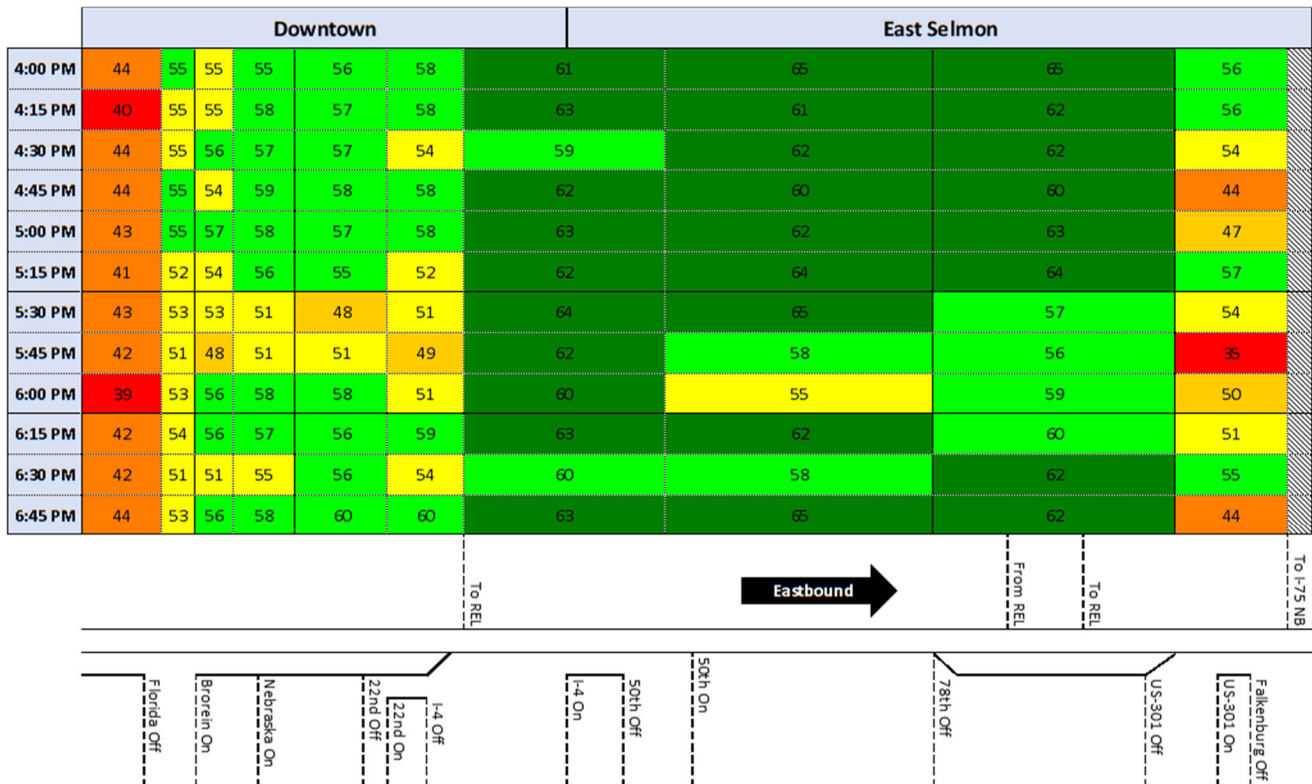 Downtown East Selmon
4:00 PM 44 55 55 55 56 58 61 65 65 56
4:15 PM 40 55 55 58 57 58 63 61 62 56
4:30 PM 44 55 56 57 57 54 59 62 62 54
4:45 PM 44 55 54 59 58 58 62 60 60 44
5:00 PM 43 55 57 58 57 58 63 62 63 47
5:15 PM 41 52 54 56 55 52 62 64 64 57
5:30 PM 43 53 53 51 48 51 64 65 57 54
5:45 PM 42 51 48 51 51 49 62 58 56 35
6:00 PM 39 53 56 58 58 51 60 55 59 50
6:15 PM 42 54 56 57 56 59 63 62 60 51
6:30 PM 42 51 51 55 56 54 60 58 62 55
6:45 PM 44 53 56 58 60 60 63 65 62 44
To REL
Eastbound
From REL
To REL
To I-75 NB
Florida Off
Brorein On
Nebraska On
22nd Off
22nd On
I-4 Off
I-4 On
50th Off
50th On
78th Off
US-301 Off
US-301 On
Falkenburg Off